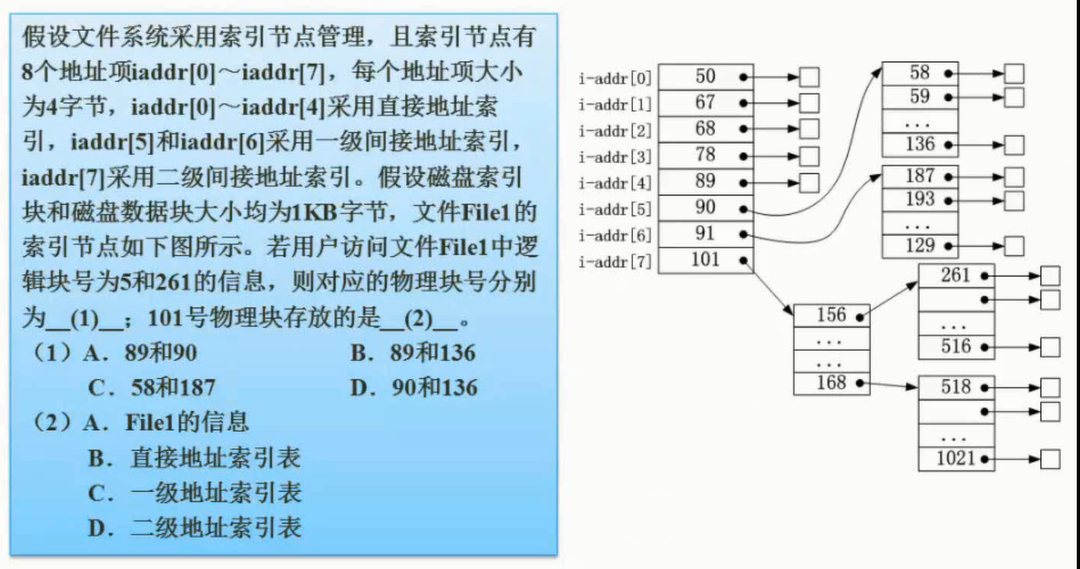 假设文件系统采用索引节点管理，且索引节点有
8个地址项iaddr[0]～iaddr[7]，每个地址项大小
为4字节，iaddr[0]～iaddr[4]采用直接地址索
引，iaddr[5]和iaddr[6]采用一级间接地址索引，
iaddr[7]采用二级间接地址索引。假设磁盘索引
块和磁盘数据块大小均为1KB字节，文件File1的
索引节点如下图所示。若用户访问文件File1中逻
辑块号为5和261的信息，则对应的物理块号分别
为__(1)__；101号物理块存放的是__(2)__。
（1）A．89和90 B．89和136
C．58和187 D．90和136
（2）A．File1的信息
B．直接地址索引表
C．一级地址索引表
D．二级地址索引表
i-addr[0] 50
i-addr[1] 67
i-addr[2] 68
i-addr[3] 78
i-addr[4] 89
i-addr[5] 90
i-addr[6] 91
i-addr[7] 101
58
59
...
136
187
193
...
129
156
...
...
168
261
...
516
518
...
1021